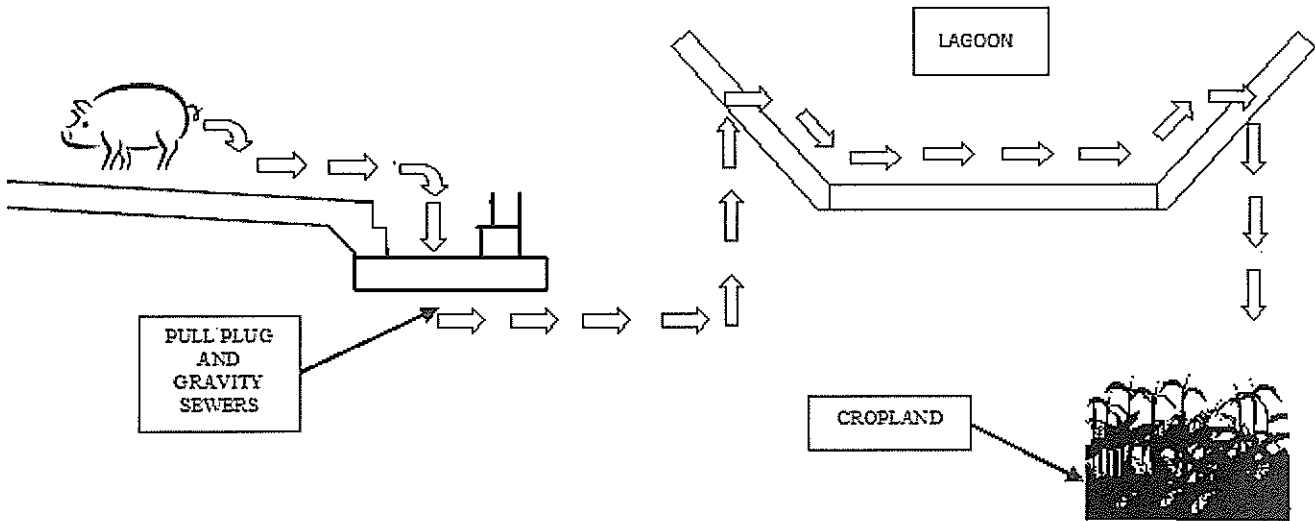 LAGOON
PULL PLUG
AND
GRAVITY
SEWERS
CROPLAND